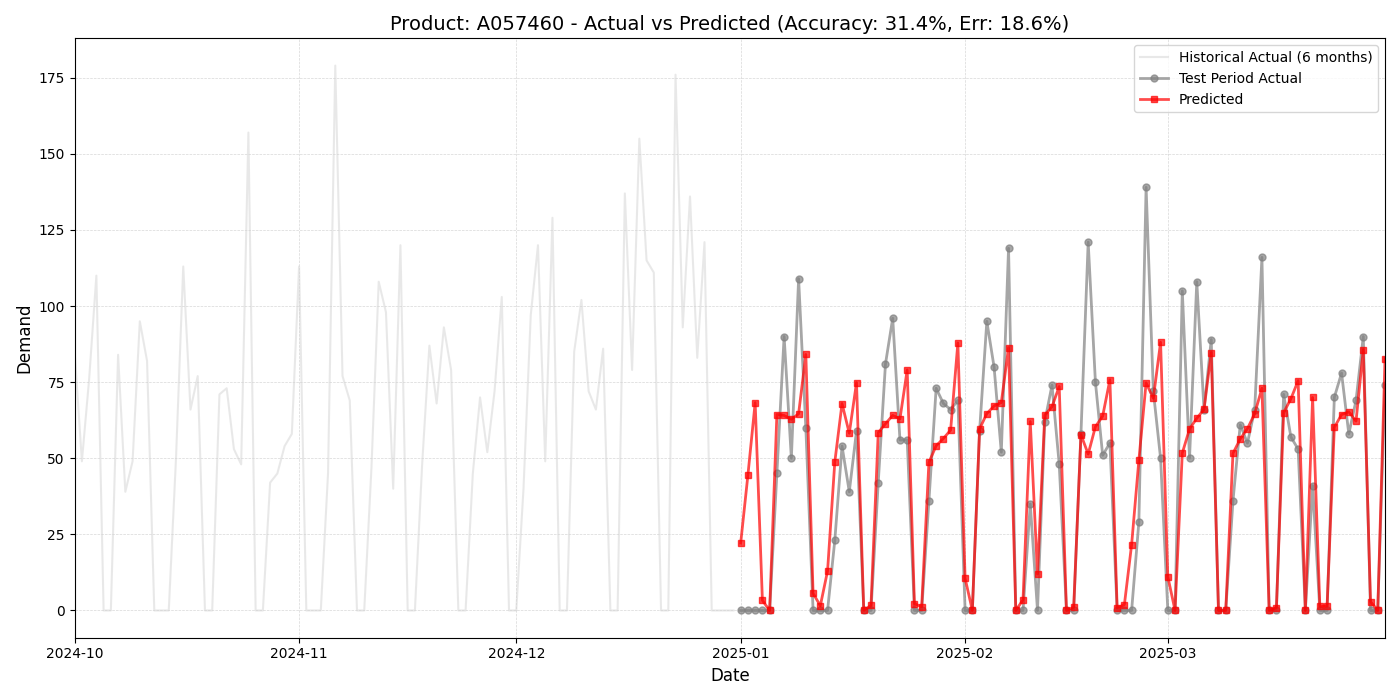 Product: A057460 - Actual vs Predicted (Accuracy: 31.4%, Err: 18.6%)
Historical Actual (6 months)
Test Period Actual
Predicted
175
150
125
100
75
50
25
0
Demand
2024-10
2024-11
2024-12
2025-01
2025-02
2025-03
Date